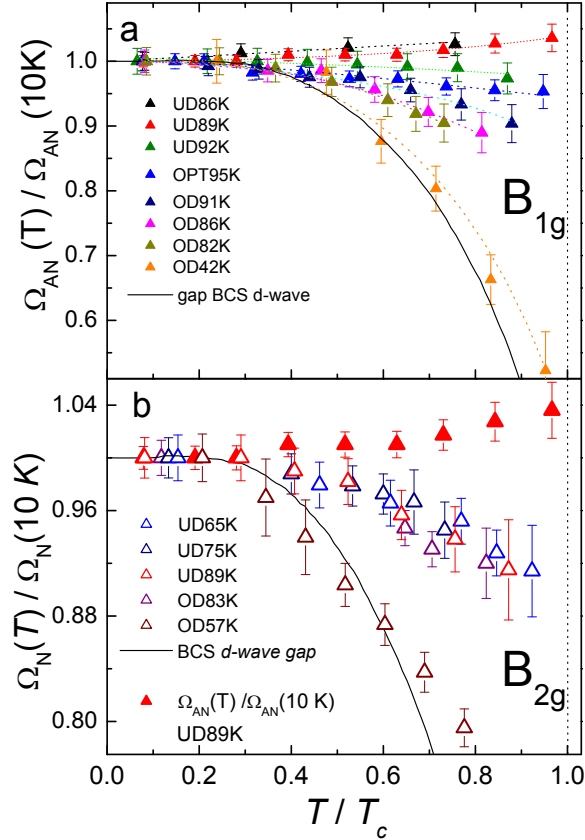 a
Ω_AN (T) / Ω_AN (10K)
1.0
0.9
0.8
0.7
0.6
UD86K
UD89K
UD92K
OPT95K
OD91K
OD86K
OD82K
OD42K
gap BCS d-wave
B_1g
b
Ω_N(T) / Ω_N(10 K)
1.04
0.96
0.88
0.80
UD65K
UD75K
UD89K
OD83K
OD57K
BCS d-wave gap
Ω_AN(T) /Ω_AN(10 K)
UD89K
B_2g
0.0 0.2 0.4 0.6 0.8 1.0
T / T_c